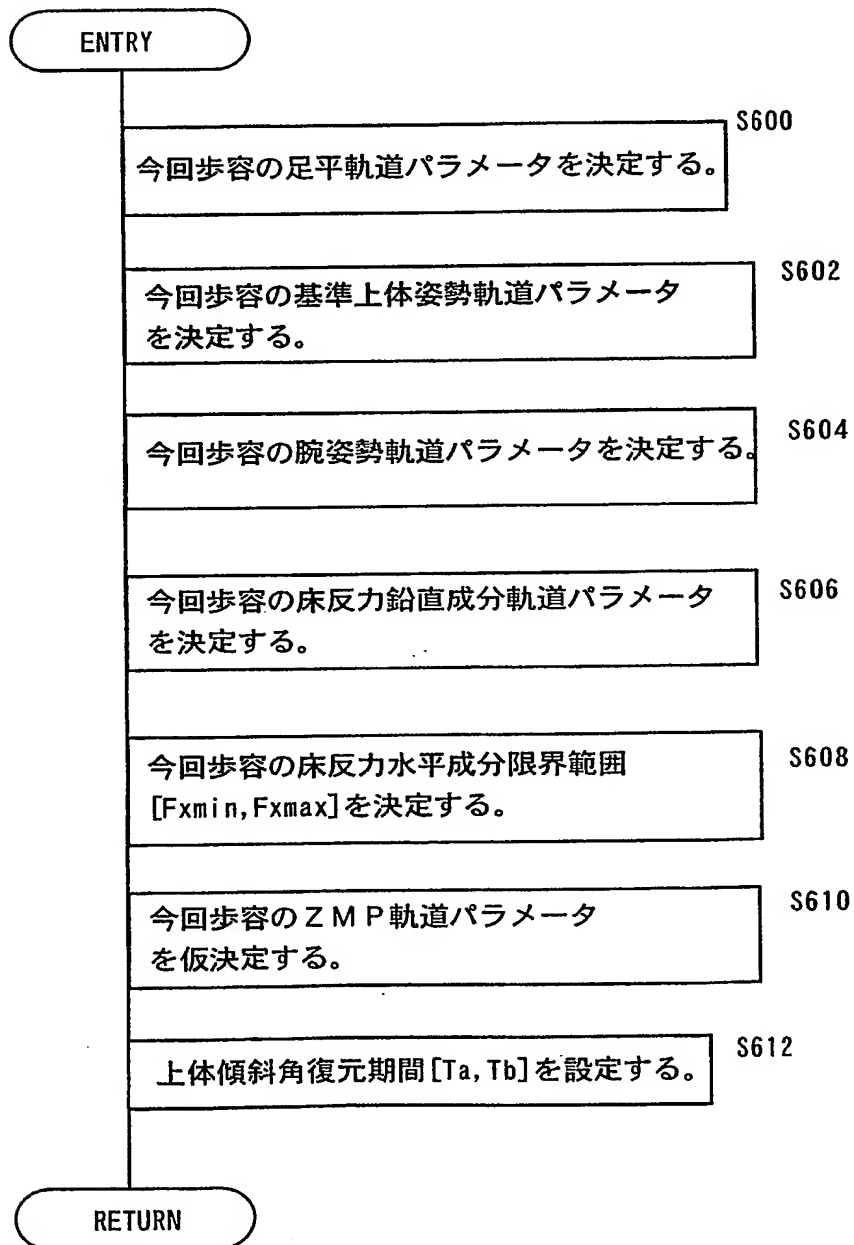 ENTRY
S600
今回歩容の足平軌道パラメータを決定する。
S602
今回歩容の基準上体姿勢軌道パラメータ
を決定する。
S604
今回歩容の腕姿勢軌道パラメータを決定する。
S606
今回歩容の床反力鉛直成分軌道パラメータ
を決定する。
S608
今回歩容の床反力水平成分限界範囲
[Fxmin,Fxmax]を決定する。
S610
今回歩容のZMP軌道パラメータ
を仮決定する。
S612
上体傾斜角復元期間[Ta,Tb]を設定する。
RETURN